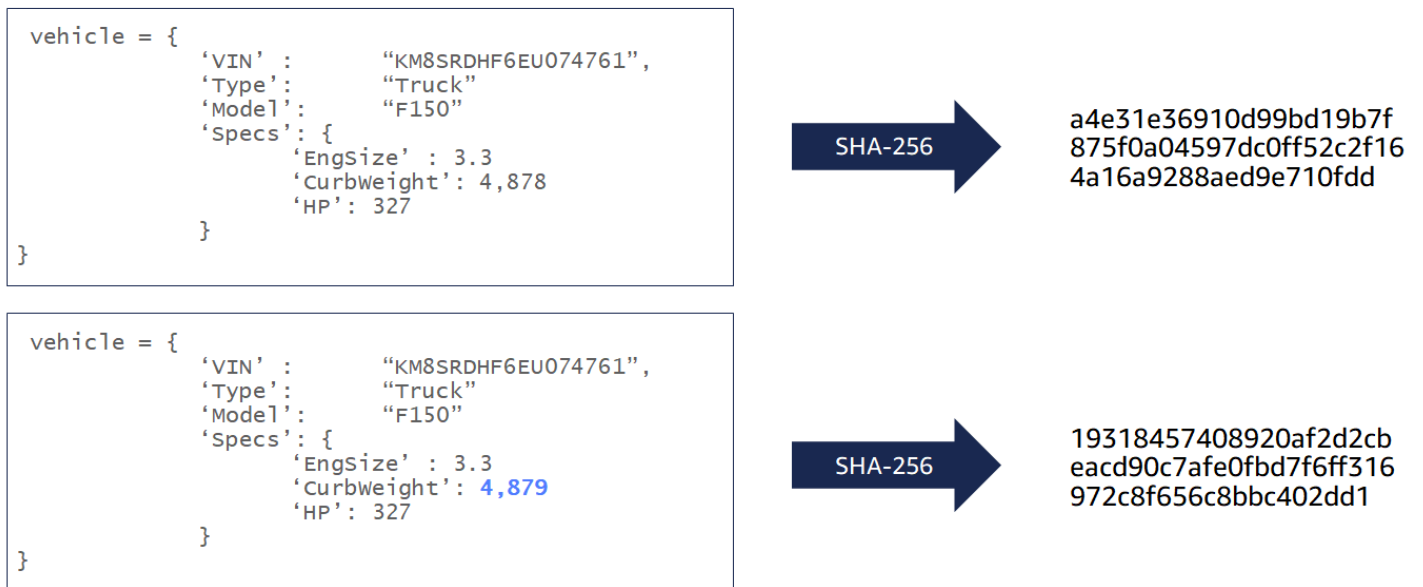 vehicle = {
‘VIN’ : “KM8SRDHF6EU074761”,
‘Type’: “Truck”
‘Model’: “F150”
‘Specs’: {
‘EngSize’ : 3.3
‘CurbWeight’: 4,878
‘HP’: 327
}
}
SHA-256
a4e31e36910d99bd19b7f
875f0a04597dc0ff52c2f16
4a16a9288aed9e710fdd
vehicle = {
‘VIN’ : “KM8SRDHF6EU074761”,
‘Type’: “Truck”
‘Model’: “F150”
‘Specs’: {
‘EngSize’ : 3.3
‘CurbWeight’: 4,879
‘HP’: 327
}
}
SHA-256
19318457408920af2d2cb
eacd90c7afe0fbd7f6ff316
972c8f656c8bbc402dd1